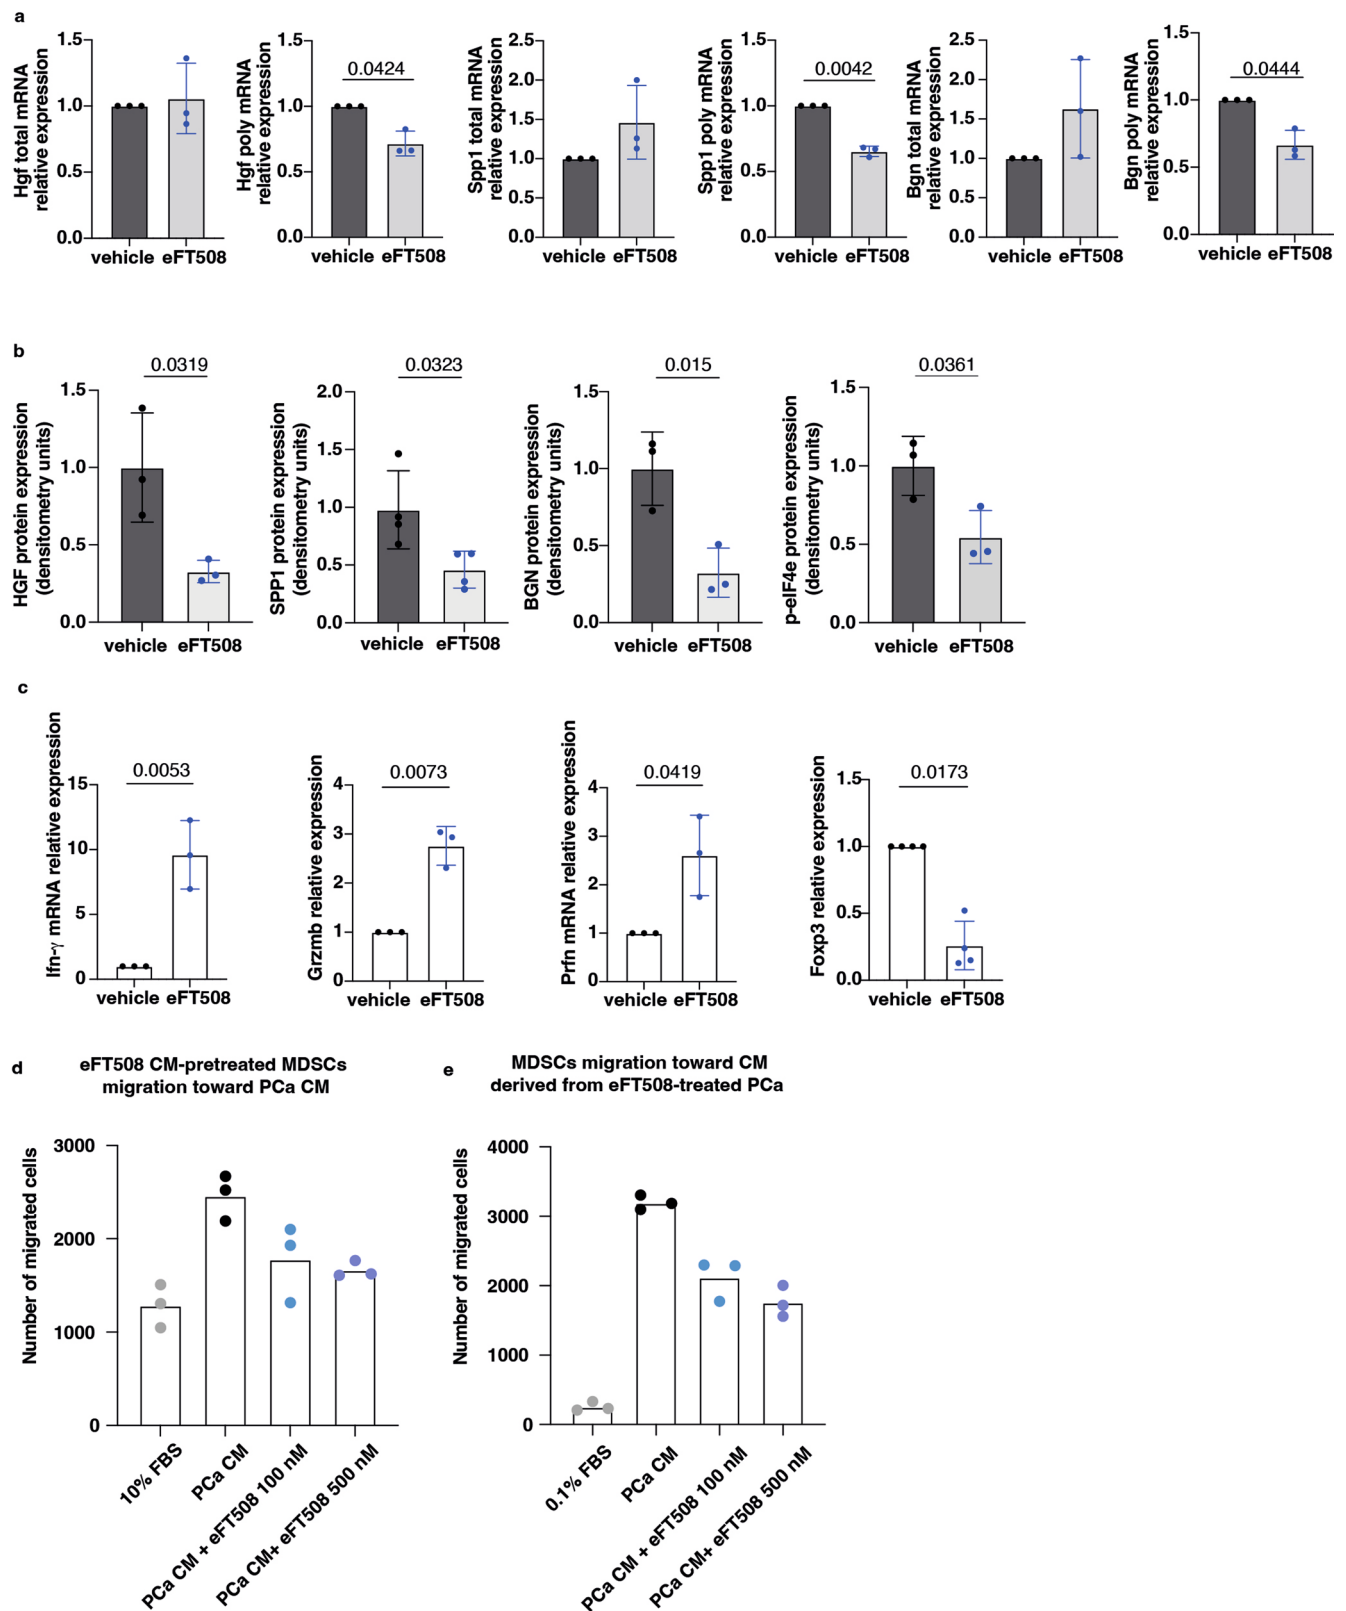 a
Hgf total mRNA
relative expression
1.5
1.0
0.5
0.0
vehicle eFT508
Hgf poly mRNA
relative expression
1.5
1.0
0.5
0.0
0.0424
vehicle eFT508
Spp1 total mRNA
relative expression
2.5
2.0
1.5
1.0
0.5
0.0
vehicle eFT508
Spp1 poly mRNA
relative expression
1.5
1.0
0.5
0.0
0.0042
vehicle eFT508
Bgn total mRNA
relative expression
2.5
2.0
1.5
1.0
0.5
0.0
vehicle eFT508
Bgn poly mRNA
relative expression
1.5
1.0
0.5
0.0
0.0444
vehicle eFT508
b
HGF protein expression
(densitometry units)
1.5
1.0
0.5
0.0
0.0319
vehicle eFT508
SPP1 protein expression
(densitometry units)
2.0
1.5
1.0
0.5
0.0
0.0323
vehicle eFT508
BGN protein expression
(densitometry units)
1.5
1.0
0.5
0.0
0.015
vehicle eFT508
p-eIF4e protein expression
(densitometry units)
1.5
1.0
0.5
0.0
0.0361
vehicle eFT508
c
Ifn-γ mRNA relative expression
15
10
5
0
0.0053
vehicle eFT508
Grzmb relative expression
4
3
2
1
0
0.0073
vehicle eFT508
Prfn mRNA relative expression
4
3
2
1
0
0.0419
vehicle eFT508
Foxp3 relative expression
1.5
1.0
0.5
0.0
0.0173
vehicle eFT508
d
eFT508 CM-pretreated MDSCs
migration toward PCa CM
Number of migrated cells
3000
2000
1000
0
10% FBS
PCa CM
PCa CM + eFT508 100 nM
PCa CM+ eFT508 500 nM
e
MDSCs migration toward CM
derived from eFT508-treated PCa
Number of migrated cells
4000
3000
2000
1000
0
0.1% FBS
PCa CM
PCa CM + eFT508 100 nM
PCa CM+ eFT508 500 nM